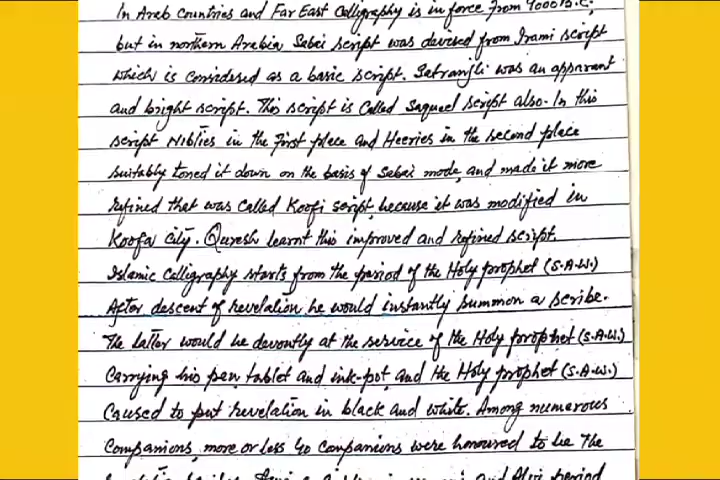 In Arab countries and Far East Calligraphy is in force from 9000 B.C;
but in northern Arabia Sabai script was devised from Irami script
which is considered as a basic script. Satranjli was an apparant
and bright script. This script is Called Saqueel script also. In this
script Nibties in the First place and Heeries in the second place
suitably toned it down on the basis of Sabai mode, and made it more
refined that was called Koofi script, because it was modified in
Koofa City. Quresh learnt this improved and refined script.
Islamic Calligraphy starts from the period of the Holy prophet (S.A.W.)
After descent of revelation, he would instantly summon a scribe.
The latter would be devoutly at the service of the Holy prophet (S.A.W.)
Carrying his pen, tablet and ink-pot, and the Holy prophet (S.A.W.)
Caused to put revelation in black and white. Among numerous
Companions, more or less 40 companions were honoured to be the
and period